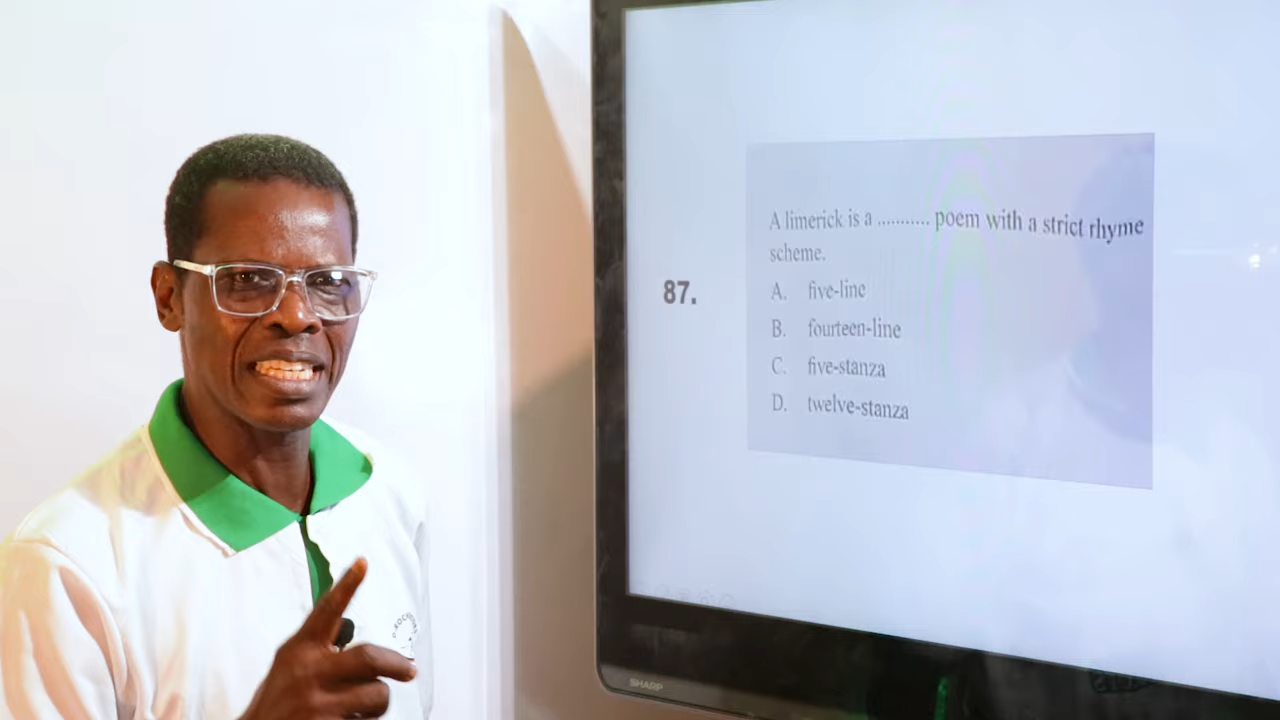 87.
A limerick is a ........... poem with a strict rhyme
scheme.
A. five-line
B. fourteen-line
C. five-stanza
D. twelve-stanza
SHARP